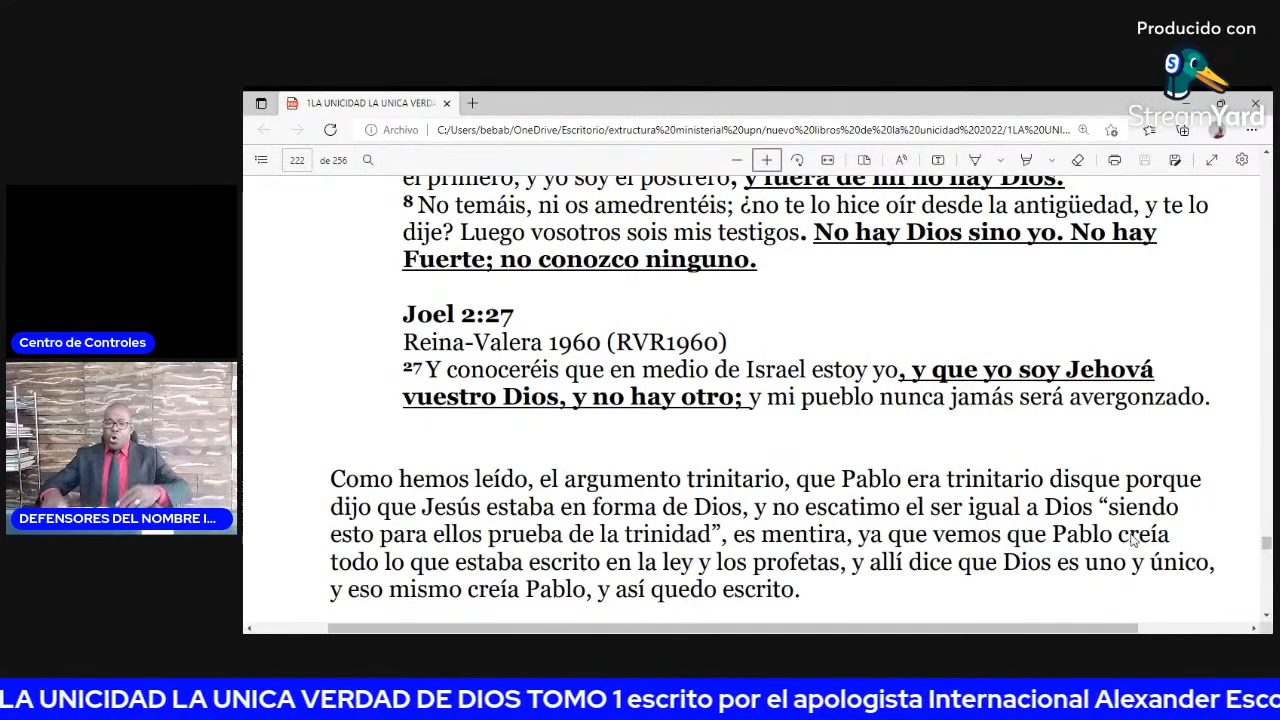 Producido con
StreamYard
1LA UNICIDAD LA UNICA VERDA
Archivo
C:/Users/bebab/OneDrive/Escritorio/extructura%20ministerial%20upn/nuevo%20libros%20de%20la%20unicidad%202022/1LA%20UNI...
222 de 256
el primero, y yo soy el postrero, y fuera de mí no hay Dios.
8 No temáis, ni os amedrentéis; ¿no te lo hice oír desde la antigüedad, y te lo
dije? Luego vosotros sois mis testigos. No hay Dios sino yo. No hay
Fuerte; no conozco ninguno.
Joel 2:27
Reina-Valera 1960 (RVR1960)
27 Y conoceréis que en medio de Israel estoy yo, y que yo soy Jehová
vuestro Dios, y no hay otro; y mi pueblo nunca jamás será avergonzado.
Como hemos leído, el argumento trinitario, que Pablo era trinitario disque porque
dijo que Jesús estaba en forma de Dios, y no escatimo el ser igual a Dios “siendo
esto para ellos prueba de la trinidad”, es mentira, ya que vemos que Pablo creía
todo lo que estaba escrito en la ley y los profetas, y allí dice que Dios es uno y único,
y eso mismo creía Pablo, y así quedo escrito.
Centro de Controles
DEFENSORES DEL NOMBRE I...
LA UNICIDAD LA UNICA VERDAD DE DIOS TOMO 1 escrito por el apologista Internacional Alexander Esco